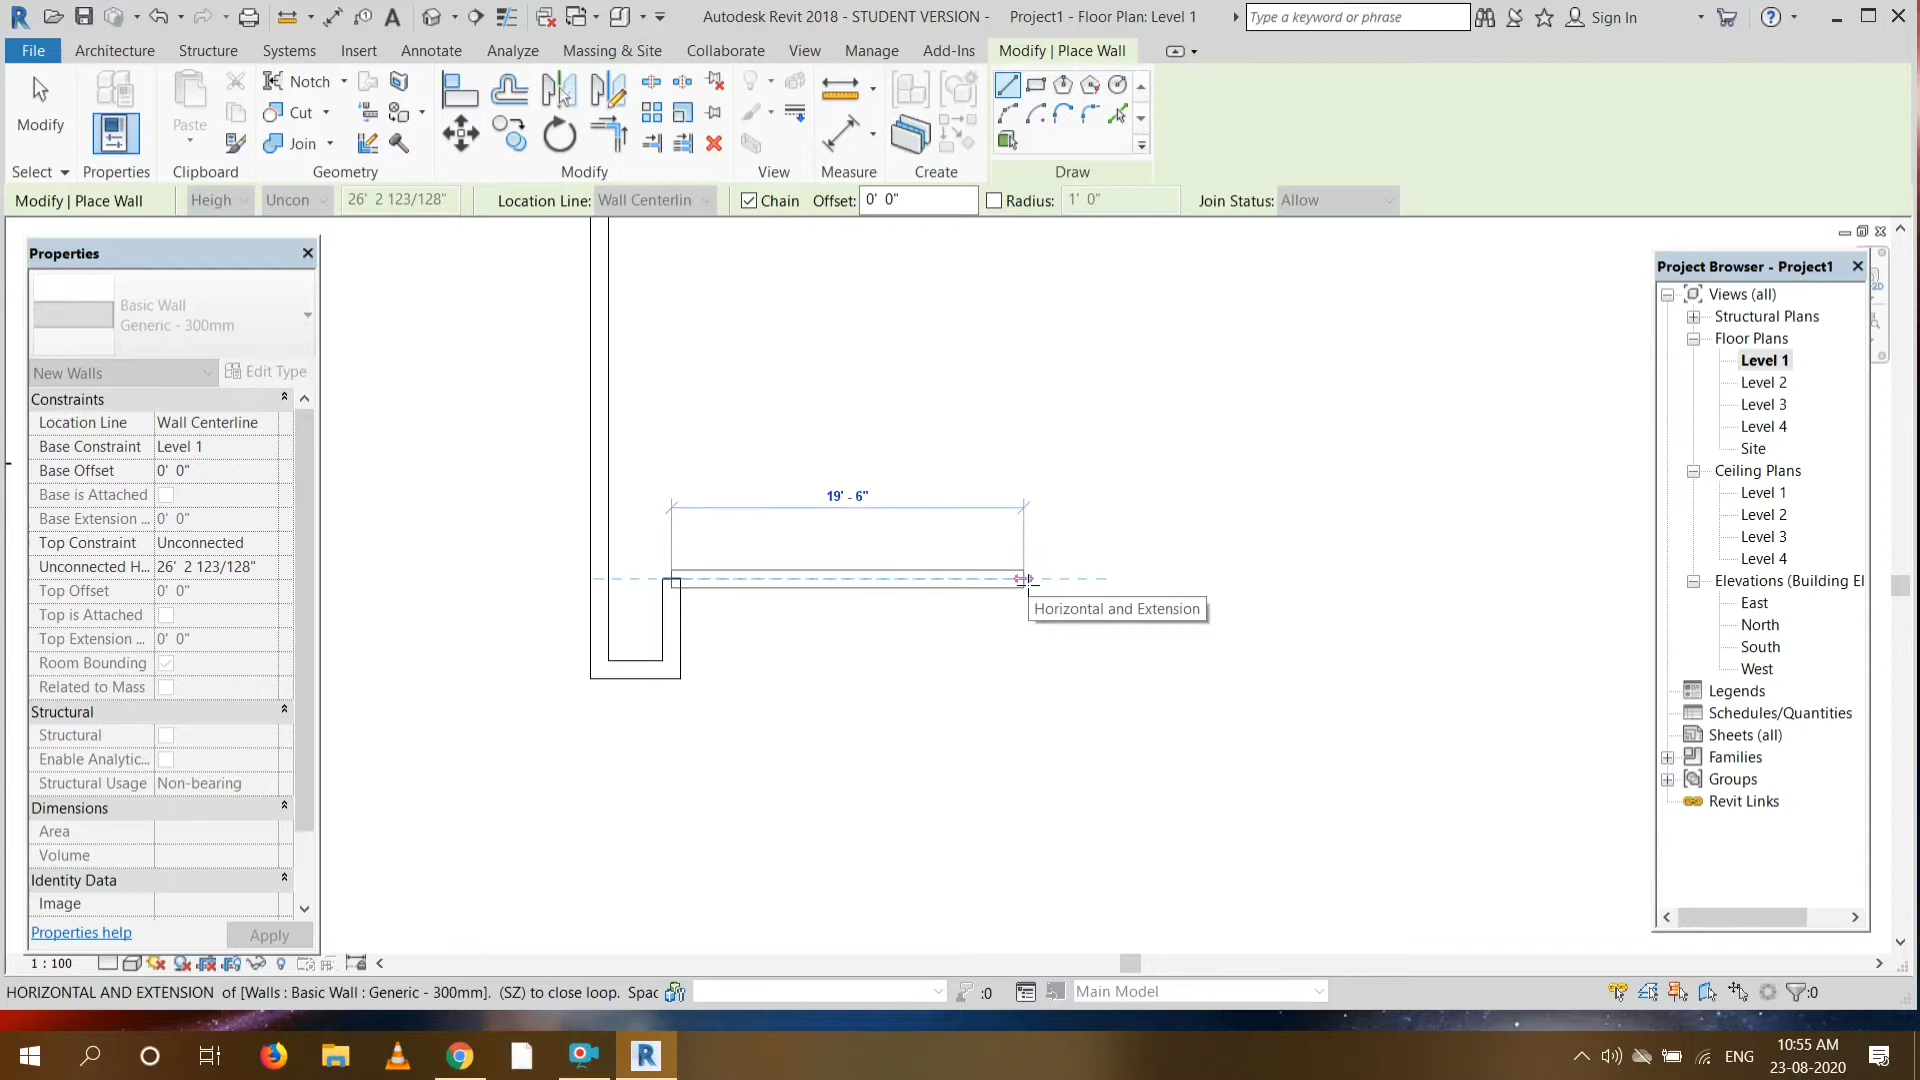 Autodesk Revit 2018 - STUDENT VERSION - Project1 - Floor Plan: Level 1
Type a keyword or phrase
Sign In
File Architecture Structure Systems Insert Annotate Analyze Massing & Site Collaborate View Manage Add-Ins Modify | Place Wall
Modify
Paste
Notch
Cut
Join
Select Properties Clipboard Geometry Modify View Measure Create Draw
Modify | Place Wall Heigh Uncon 26' 2 123/128" Location Line: Wall Centerlin Chain Offset: 0' 0" Radius: 1' 0" Join Status: Allow
Properties
Basic Wall
Generic - 300mm
New Walls Edit Type
Constraints
Location Line Wall Centerline
Base Constraint Level 1
Base Offset 0' 0"
Base is Attached
Base Extension ... 0' 0"
Top Constraint Unconnected
Unconnected H... 26' 2 123/128"
Top Offset 0' 0"
Top is Attached
Top Extension ... 0' 0"
Room Bounding
Related to Mass
Structural
Structural
Enable Analytic...
Structural Usage Non-bearing
Dimensions
Area
Volume
Identity Data
Image
Properties help Apply
19' - 6"
Horizontal and Extension
Project Browser - Project1
Views (all)
Structural Plans
Floor Plans
Level 1
Level 2
Level 3
Level 4
Site
Ceiling Plans
Level 1
Level 2
Level 3
Level 4
Elevations (Building El
East
North
South
West
Legends
Schedules/Quantities
Sheets (all)
Families
Groups
Revit Links
1 : 100
HORIZONTAL AND EXTENSION of [Walls : Basic Wall : Generic - 300mm]. (SZ) to close loop. Spac
:0
Main Model
:0
ENG
10:55 AM
23-08-2020